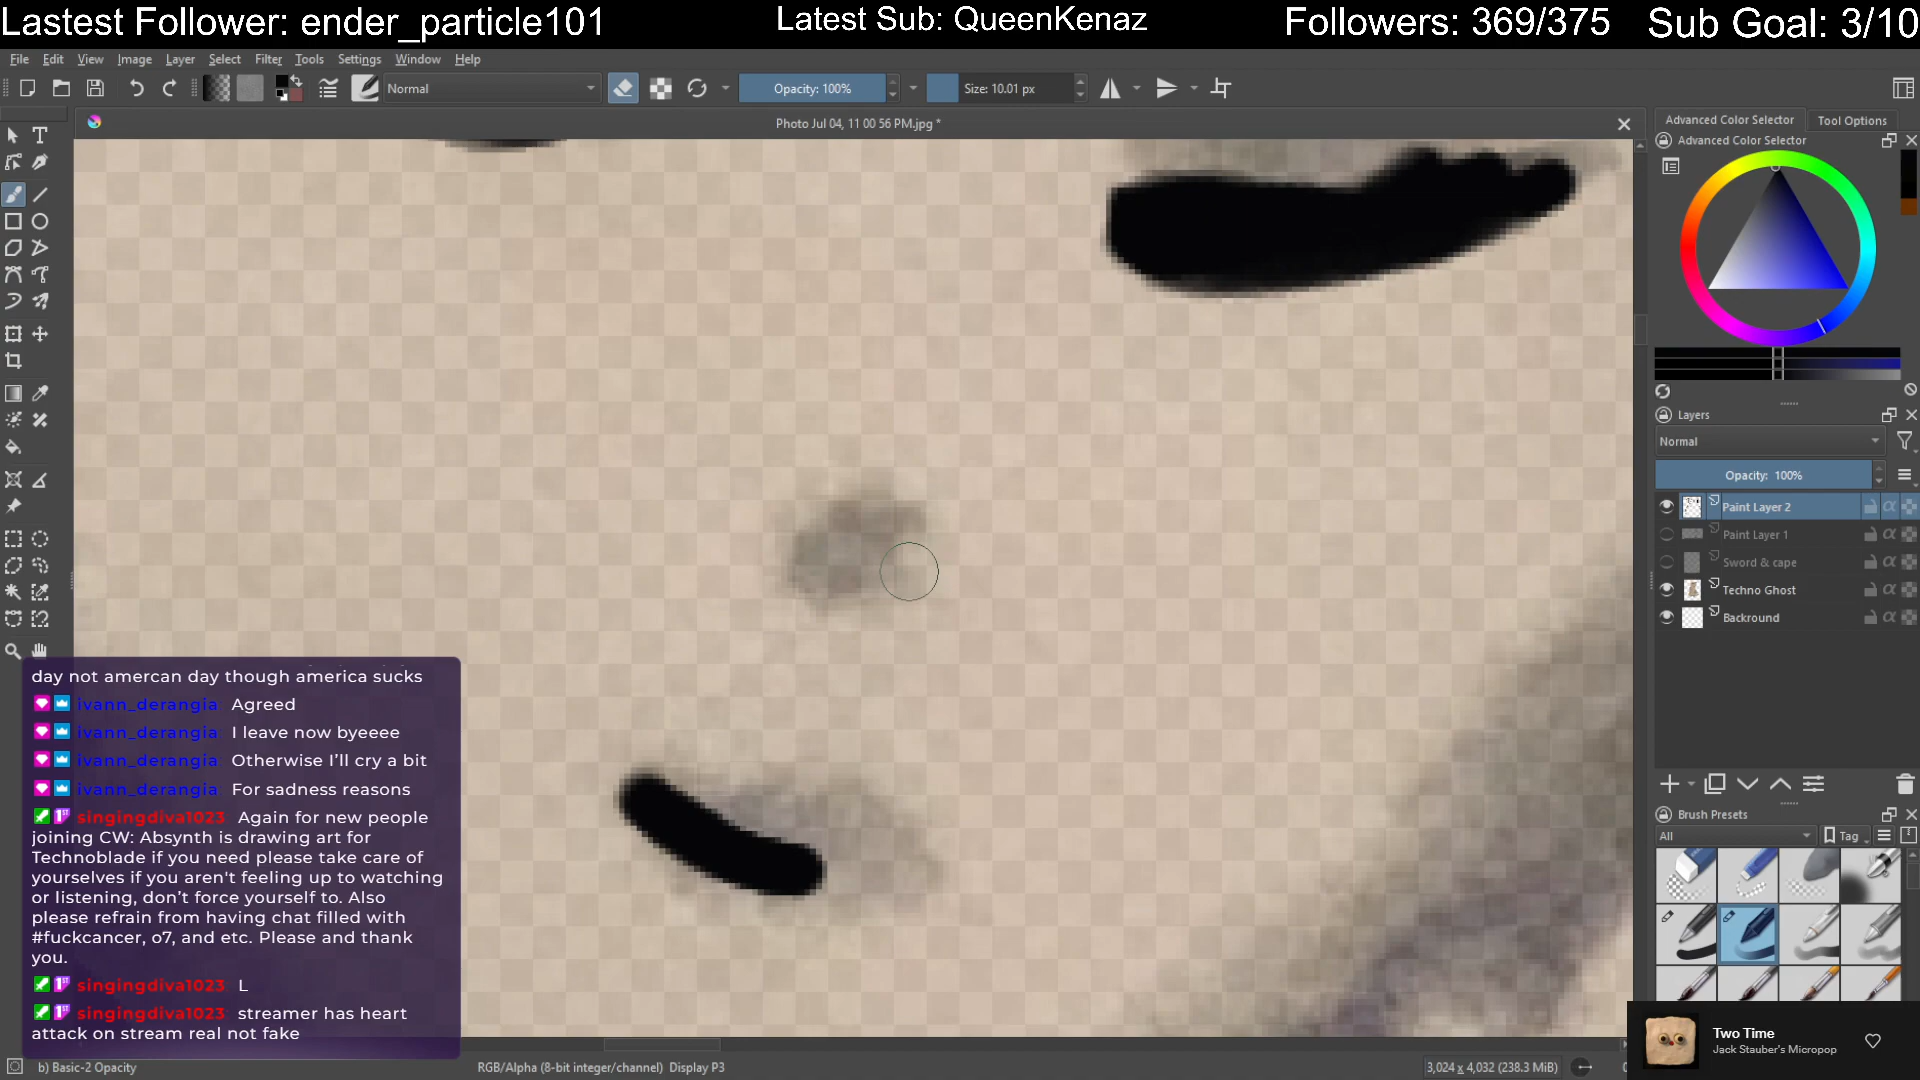 Lastest Follower: ender_particle101
Latest Sub: QueenKenaz
Followers: 369/375
Sub Goal: 3/10
File Edit View Image Layer Select Filter Tools Settings Window Help
Normal
Opacity: 100%
Size: 10.01 px
Photo Jul 04, 11 00 56 PM.jpg *
Advanced Color Selector
Tool Options
Advanced Color Selector
Layers
Normal
Opacity: 100%
Paint Layer 2
Paint Layer 1
Sword & cape
Techno Ghost
Backround
Brush Presets
All
Tag
day not amercan day though america sucks
ivann_derangia: Agreed
ivann_derangia: I leave now byeeee
ivann_derangia: Otherwise I'll cry a bit
ivann_derangia: For sadness reasons
singingdiva1023: Again for new people
joining CW: Absynth is drawing art for
Technoblade if you need please take care of
yourselves if you aren't feeling up to watching
or listening, don't force yourself to. Also
please refrain from having chat filled with
#fuckcancer, o7, and etc. Please and thank
you.
singingdiva1023: L
singingdiva1023: streamer has heart
attack on stream real not fake
Two Time
Jack Stauber's Micropop
b) Basic-2 Opacity
RGB/Alpha (8-bit integer/channel) Display P3
3,024 x 4,032 (238.3 MiB)